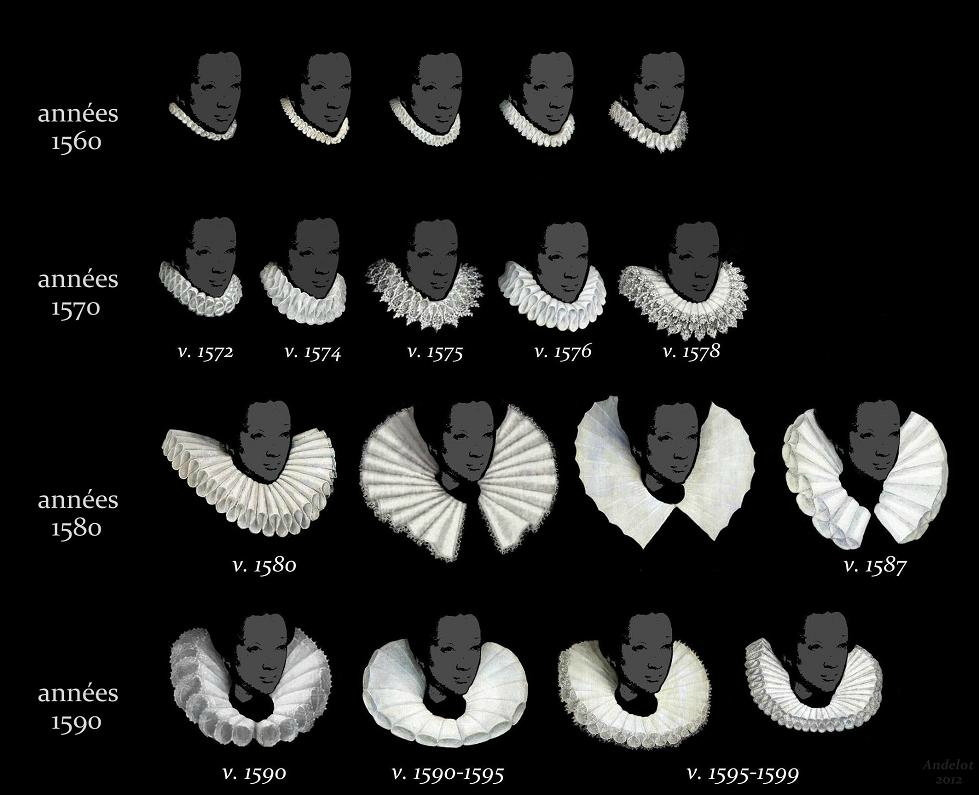 années
1560
années
1570
v. 1572
v. 1574
v. 1575
v. 1576
v. 1578
années
1580
v. 1580
v. 1587
années
1590
v. 1590
v. 1590-1595
v. 1595-1599
Andelot
2012